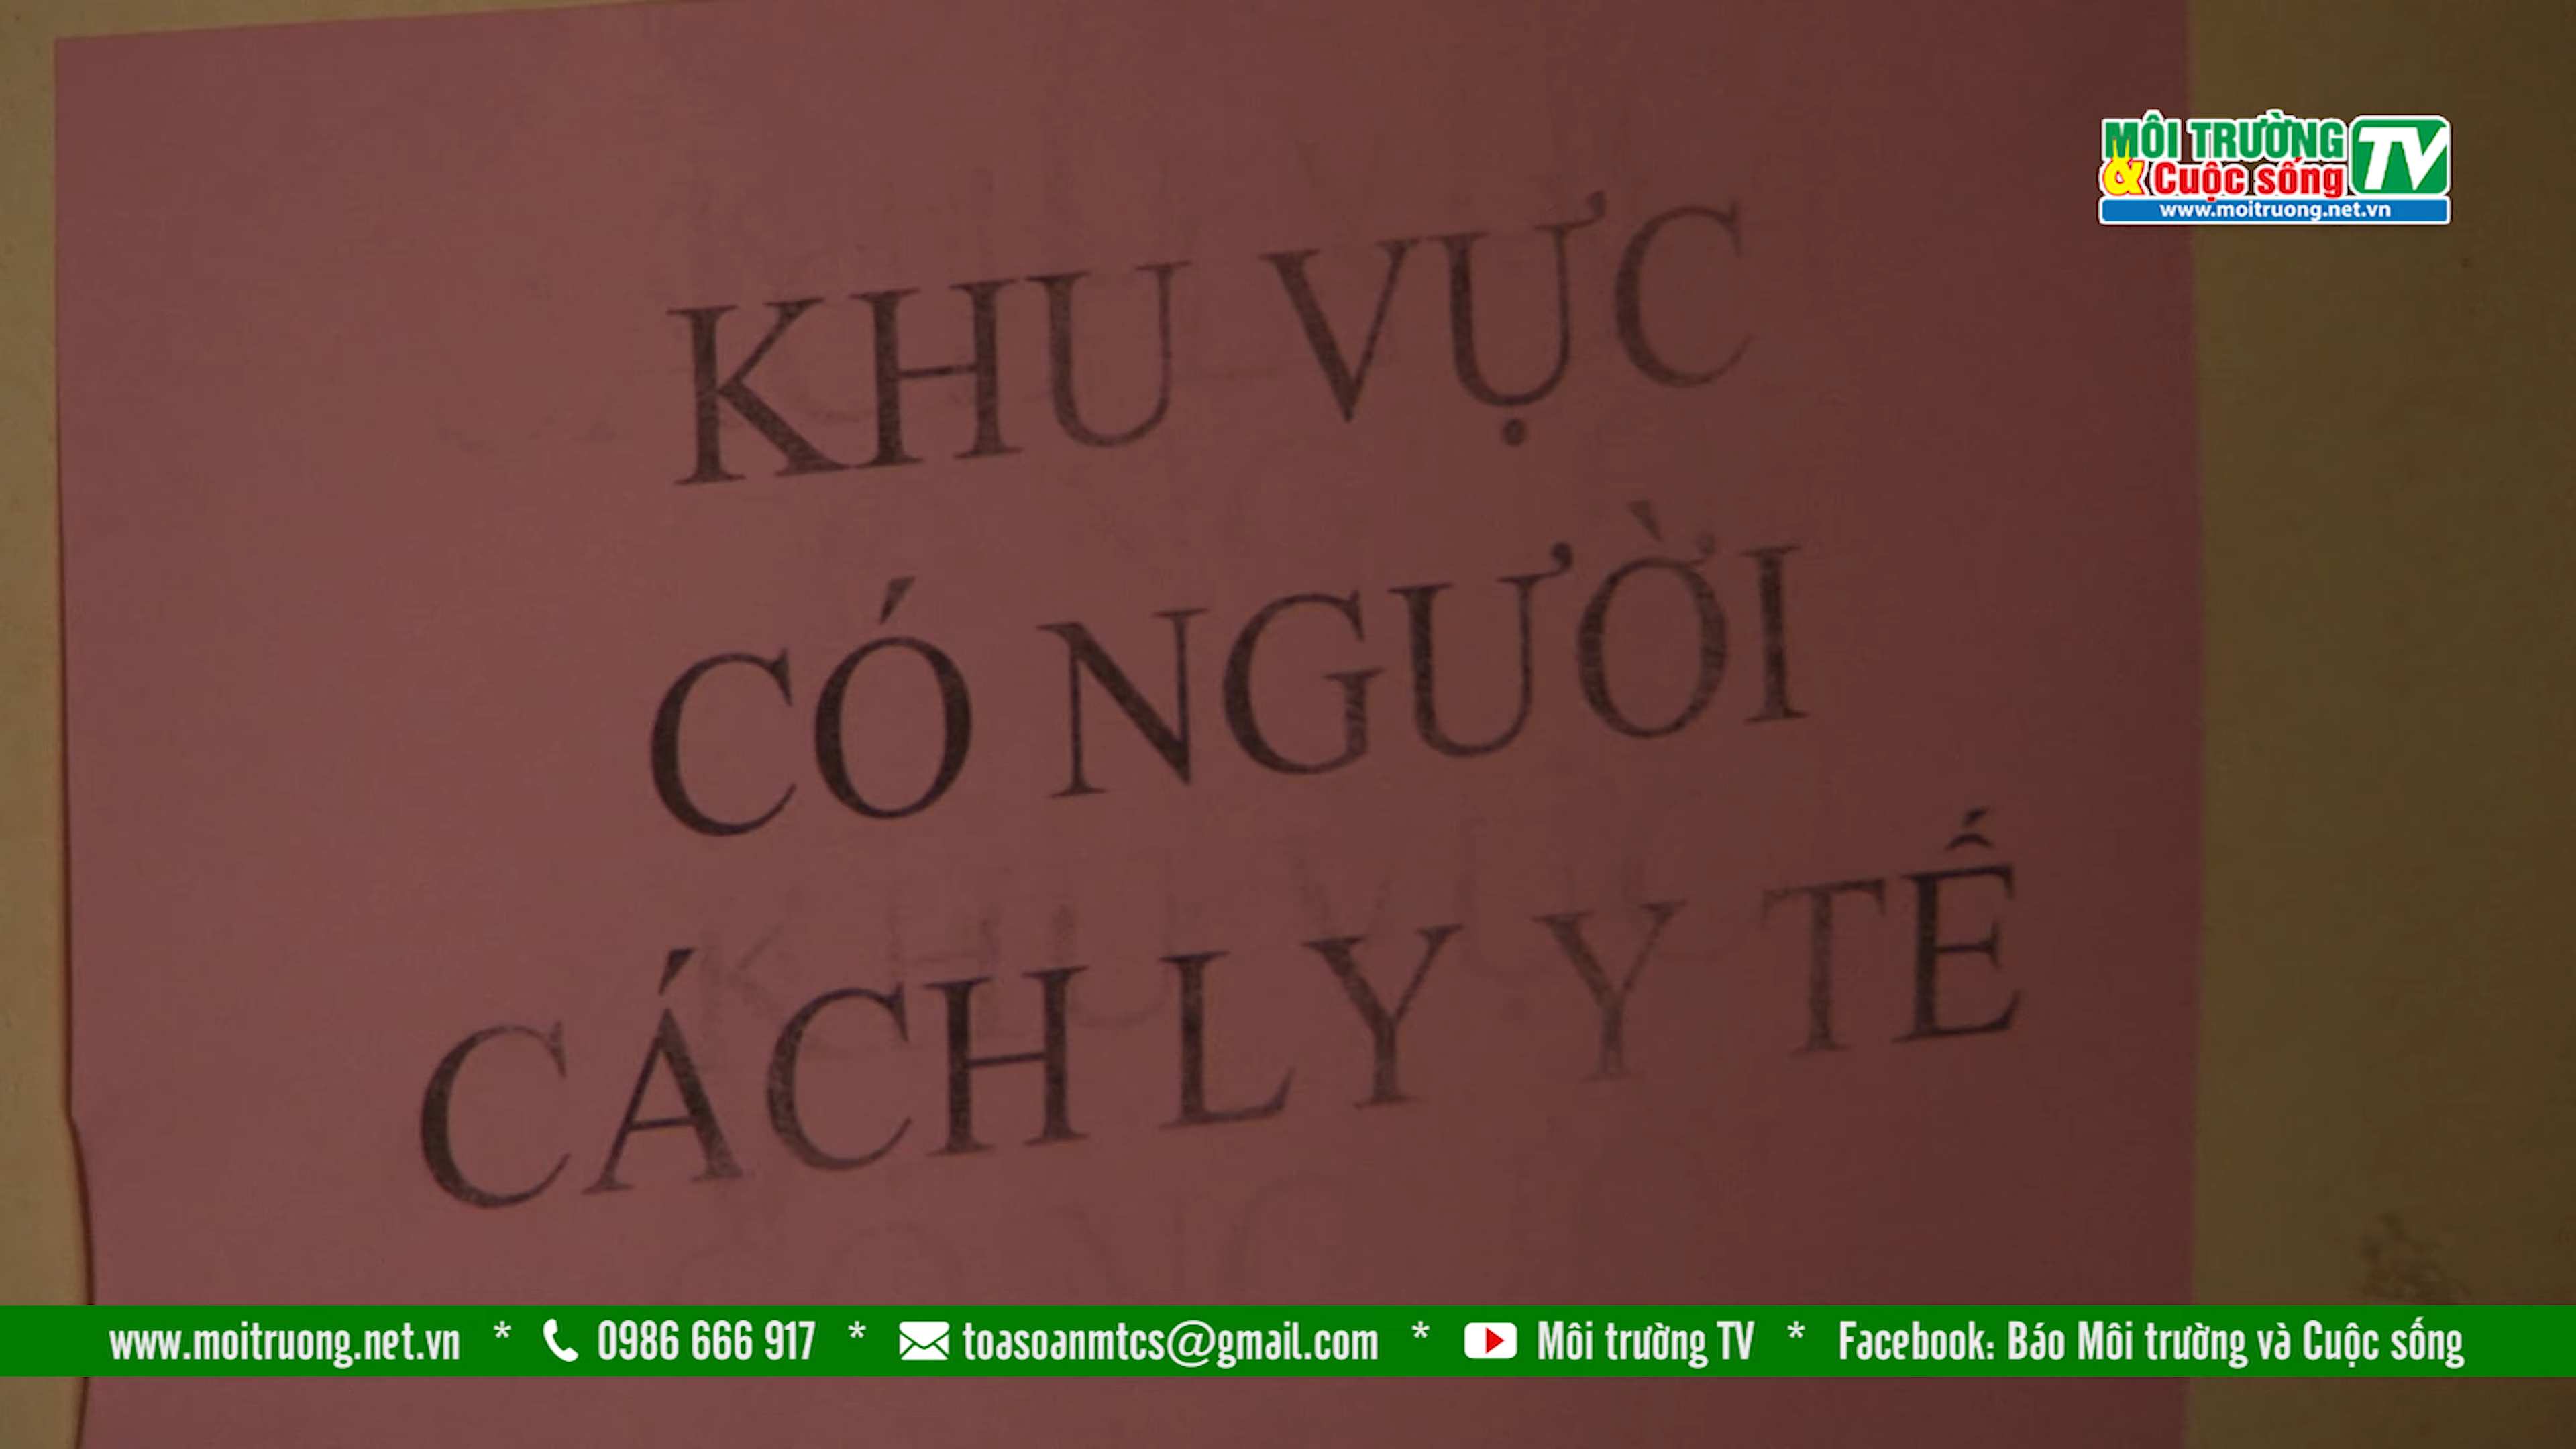 MÔI TRƯỜNG TV
& Cuộc sống
www.moitruong.net.vn
KHU VỰC
CÓ NGƯỜI
CÁCH LY Y TẾ
www.moitruong.net.vn * 0986 666 917 * toasoanmtcs@gmail.com * Môi trường TV * Facebook: Báo Môi trường và Cuộc sống